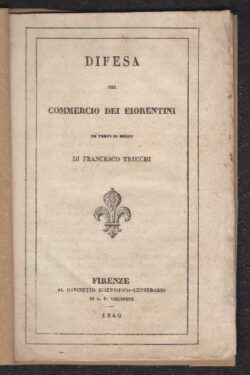 DIFESA
DEL
COMMERCIO DEI FIORENTINI
NE TEMPI DI MEZZO
DI FRANCESCO TRUCCHI
FIRENZE
AL GABINETTO SCIENTIFICO-LETTERARIO
DI G. P. VIEUSSEUX
1840